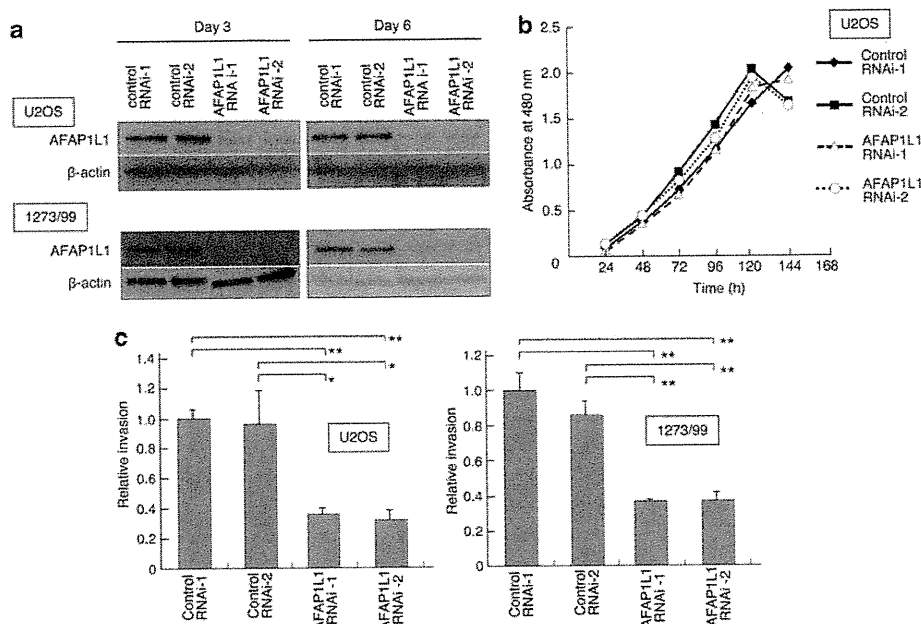 a
Day 3
Day 6
control RNAi-1
control RNAi-2
AFAP1L1 RNA i-1
AFAP1L1 RNAi-2
control RNAi-1
control RNAi-2
AFAP1L1 RNAi-1
AFAP1L1 RNAi-2
U2OS
AFAP1L1
β-actin
1273/99
AFAP1L1
β-actin
b
U2OS
Absorbance at 480 nm
2.5
2.0
1.5
1.0
0.5
0
24 48 72 96 120 144 168
Time (h)
Control RNAi-1
Control RNAi-2
AFAP1L1 RNAi-1
AFAP1L1 RNAi-2
c
Relative invasion
1.4
1.2
1.0
0.8
0.6
0.4
0.2
0
**
**
*
*
U2OS
Control RNAi-1
Control RNAi-2
AFAP1L1 RNAi-1
AFAP1L1 RNAi-2
Relative invasion
1.2
1.0
0.8
0.6
0.4
0.2
0
**
**
**
**
1273/99
Control RNAi-1
Control RNAi-2
AFAP1L1 RNAi-1
AFAP1L1 RNAi-2